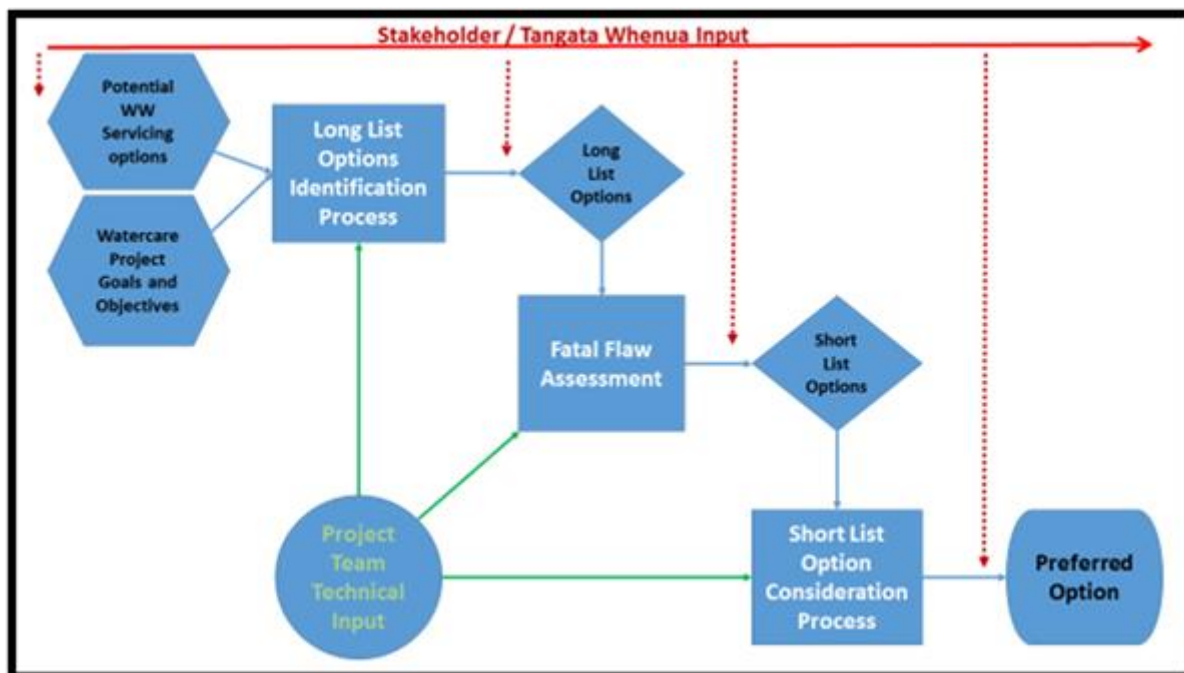 Stakeholder / Tangata Whenua Input
Potential
WW
Servicing
options
Watercare
Project
Goals and
Objectives
Long List
Options
Identification
Process
Long
List
Options
Fatal Flaw
Assessment
Short
List
Options
Project
Team
Technical
Input
Short List
Option
Consideration
Process
Preferred
Option